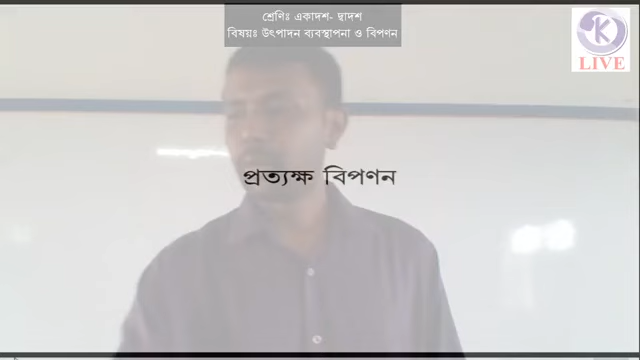 শ্রেণিঃ একাদশ- দ্বাদশ
বিষয়ঃ উৎপাদন ব্যবস্থাপনা ও বিপণন
K
LIVE
প্রত্যক্ষ বিপণন